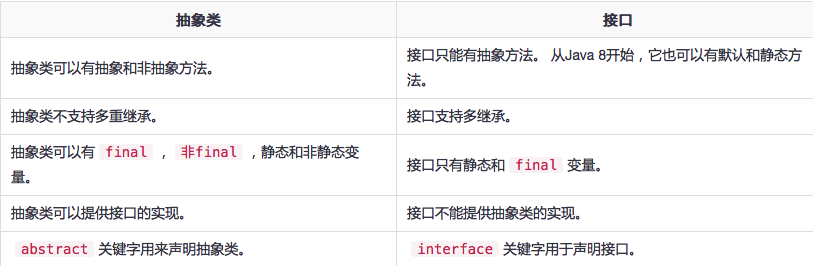 抽象类
接口
抽象类可以有抽象和非抽象方法。
接口只能有抽象方法。 从Java 8开始，它也可以有默认和静态方
法。
抽象类不支持多重继承。
接口支持多继承。
抽象类可以有 final ， 非final ，静态和非静态变
量。
接口只有静态和 final 变量。
抽象类可以提供接口的实现。
接口不能提供抽象类的实现。
abstract 关键字用来声明抽象类。
interface 关键字用于声明接口。